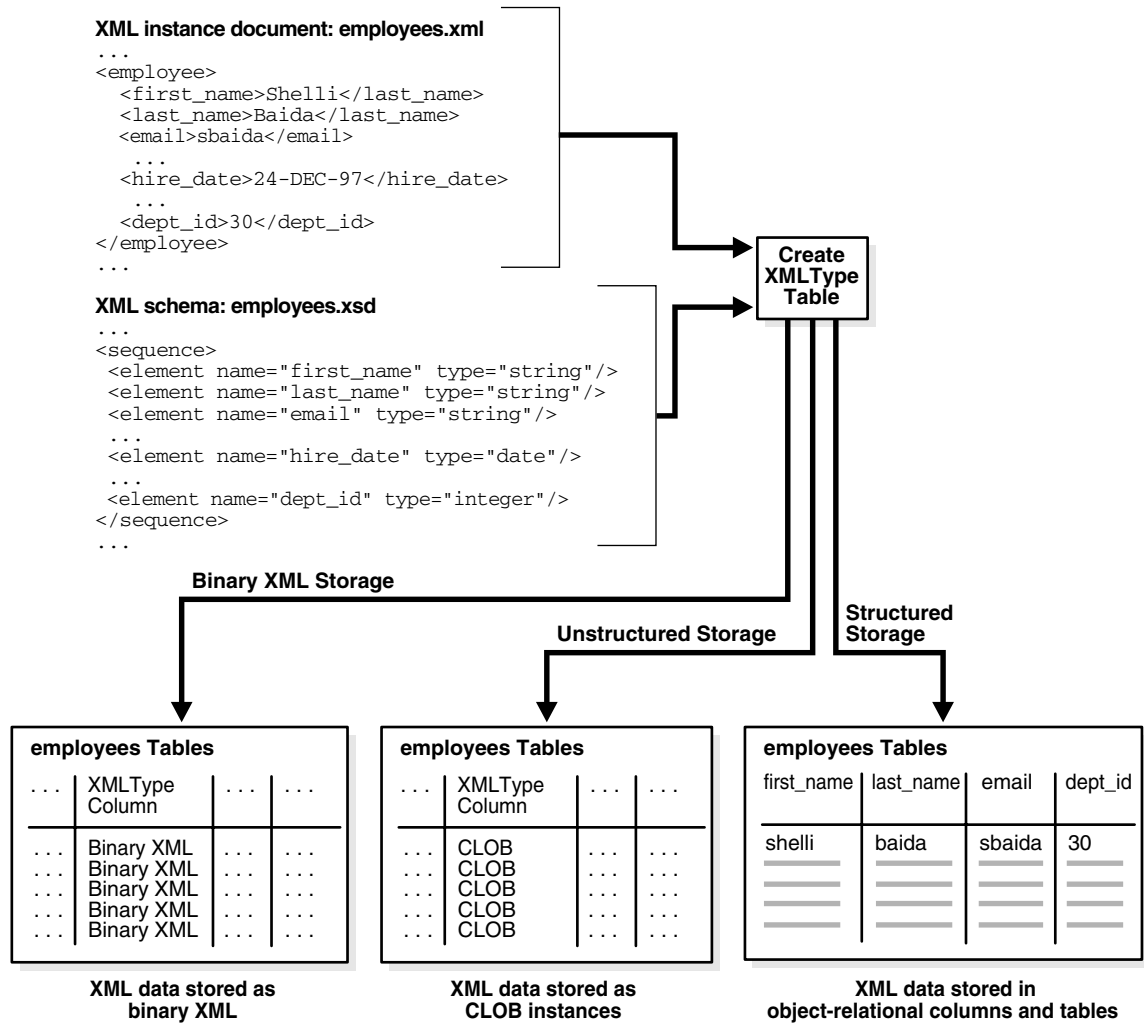 XML instance document: employees.xml
...
<employee>
<first_name>Shelli</last_name>
<last_name>Baida</last_name>
<email>sbaida</email>
...
<hire_date>24-DEC-97</hire_date>
...
<dept_id>30</dept_id>
</employee>
...
XML schema: employees.xsd
...
<sequence>
<element name="first_name" type="string"/>
<element name="last_name" type="string"/>
<element name="email" type="string"/>
...
<element name="hire_date" type="date"/>
...
<element name="dept_id" type="integer"/>
</sequence>
...
Create
XMLType
Table
Binary XML Storage
Unstructured Storage
Structured
Storage
employees Tables
... XMLType ... ...
Column
... Binary XML ... ...
... Binary XML ... ...
... Binary XML ... ...
... Binary XML ... ...
... Binary XML ... ...
XML data stored as
binary XML
employees Tables
... XMLType ... ...
Column
... CLOB ... ...
... CLOB ... ...
... CLOB ... ...
... CLOB ... ...
... CLOB ... ...
XML data stored as
CLOB instances
employees Tables
first_name last_name email dept_id
shelli baida sbaida 30
XML data stored in
object-relational columns and tables